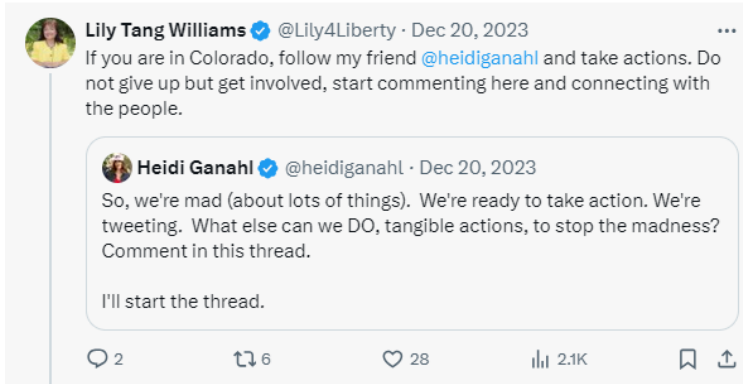 Lily Tang Williams @Lily4Liberty · Dec 20, 2023
If you are in Colorado, follow my friend @heidiganahl and take actions. Do
not give up but get involved, start commenting here and connecting with
the people.
Heidi Ganahl @heidiganahl · Dec 20, 2023
So, we're mad (about lots of things).  We're ready to take action. We're
tweeting.  What else can we DO, tangible actions, to stop the madness?
Comment in this thread.
I'll start the thread.
2 6 28 2.1K